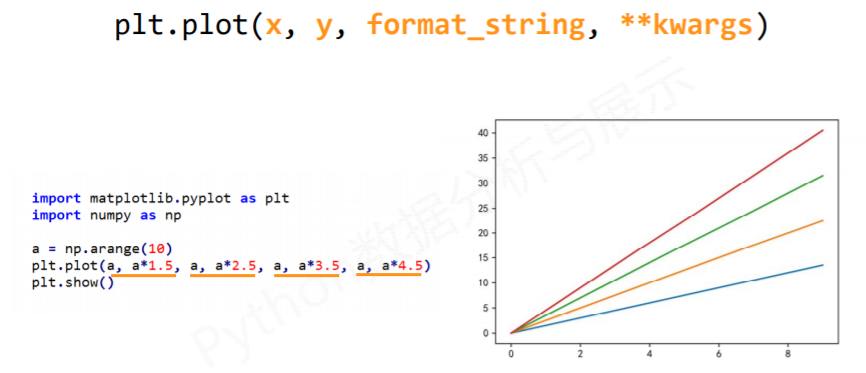 plt.plot(x, y, format_string, **kwargs)
import matplotlib.pyplot as plt
import numpy as np
a = np.arange(10)
plt.plot(a, a*1.5, a, a*2.5, a, a*3.5, a, a*4.5)
plt.show()
40
35
30
25
20
15
10
5
0
0 2 4 6 8
Python数据分析与展示